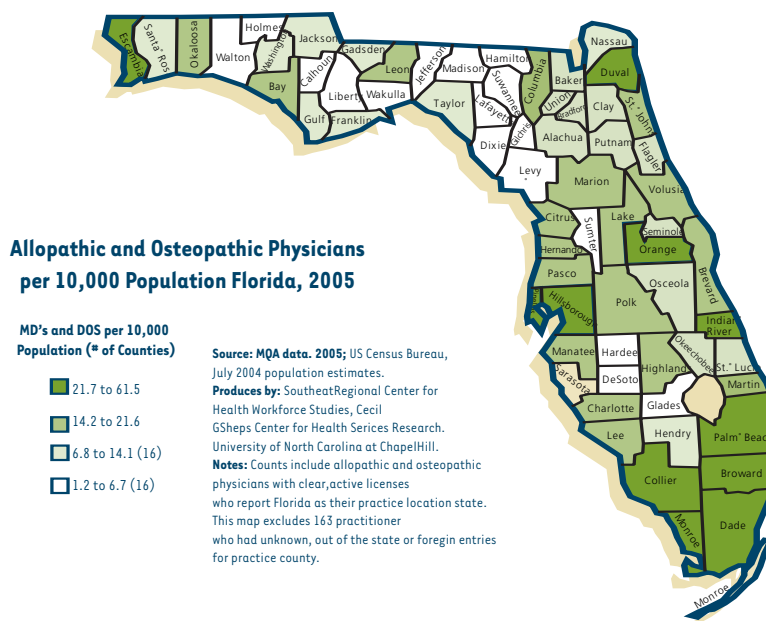 Allopathic and Osteopathic Physicians
per 10,000 Population Florida, 2005
MD's and DOS per 10,000
Population (# of Counties)
21.7 to 61.5
14.2 to 21.6
6.8 to 14.1 (16)
1.2 to 6.7 (16)
Source: MQA data. 2005; US Census Bureau,
July 2004 population estimates.
Produces by: SoutheatRegional Center for
Health Workforce Studies, Cecil
GSheps Center for Health Serices Research.
University of North Carolina at ChapelHill.
Notes: Counts include allopathic and osteopathic
physicians with clear,active licenses
who report Florida as their practice location state.
This map excludes 163 practitioner
who had unknown, out of the state or foregin entries
for practice county.
Escambia
Santa* Ros
Okaloosa
Walton
Holmes
Washington
Bay
Jackson
Calhoun
Gulf
Gadsden
Liberty
Franklin
Leon
Wakulla
Jefferson
Madison
Taylor
Hamilton
Suwannee
Lafayett
Dixie
Columbia
Gilchris
Levy
Baker
Union
Bradford
Alachua
Nassau
Duval
Clay
St.* John
Putnam
Flagler
Marion
Volusia
Citrus
Sumter
Lake
Seminole
Orange
Hernando
Pasco
Hillsborough
Polk
Osceola
Brevard
Indian
River
Manatee
Hardee
Highland
Okeechobee
St.* Luci
Sarasota
DeSoto
Martin
Charlotte
Glades
Lee
Hendry
Palm* Beac
Collier
Broward
Monroe
Dade
Monroe